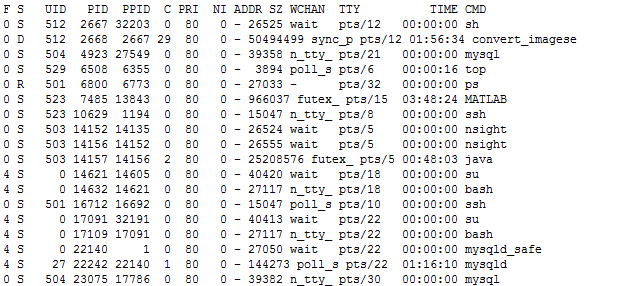 F S   UID   PID  PPID  C PRI  NI ADDR SZ WCHAN  TTY          TIME CMD
0 S   512  2667 32203  0  80   0 - 26525 wait   pts/12   00:00:00 sh
0 D   512  2668  2667 29  80   0 - 50494499 sync_p pts/12 01:56:34 convert_imagese
0 S   504  4923 27549  0  80   0 - 39358 n_tty_ pts/21   00:00:00 mysql
0 S   529  6508  6355  0  80   0 -  3894 poll_s pts/6    00:00:16 top
0 R   501  6800  6773  0  80   0 - 27033 -      pts/32   00:00:00 ps
0 S   523  7485 13843  0  80   0 - 966037 futex_ pts/15  03:48:24 MATLAB
0 S   523 10629  1194  0  80   0 - 15047 n_tty_ pts/8    00:00:00 ssh
0 S   503 14152 14135  0  80   0 - 26524 wait   pts/5    00:00:00 nsight
0 S   503 14156 14152  0  80   0 - 26555 wait   pts/5    00:00:00 nsight
0 S   503 14157 14156  2  80   0 - 25208576 futex_ pts/5 00:48:03 java
4 S     0 14621 14605  0  80   0 - 40420 wait   pts/18   00:00:00 su
4 S     0 14632 14621  0  80   0 - 27117 n_tty_ pts/18   00:00:00 bash
0 S   501 16712 16692  0  80   0 - 15047 poll_s pts/10   00:00:00 ssh
4 S     0 17091 32191  0  80   0 - 40413 wait   pts/22   00:00:00 su
4 S     0 17109 17091  0  80   0 - 27117 n_tty_ pts/22   00:00:00 bash
4 S     0 22140     1  0  80   0 - 27050 wait   pts/22   00:00:00 mysqld_safe
4 S    27 22242 22140  1  80   0 - 144273 poll_s pts/22  01:16:10 mysqld
0 S   504 23075 17786  0  80   0 - 39382 n_tty_ pts/30   00:00:00 mysql